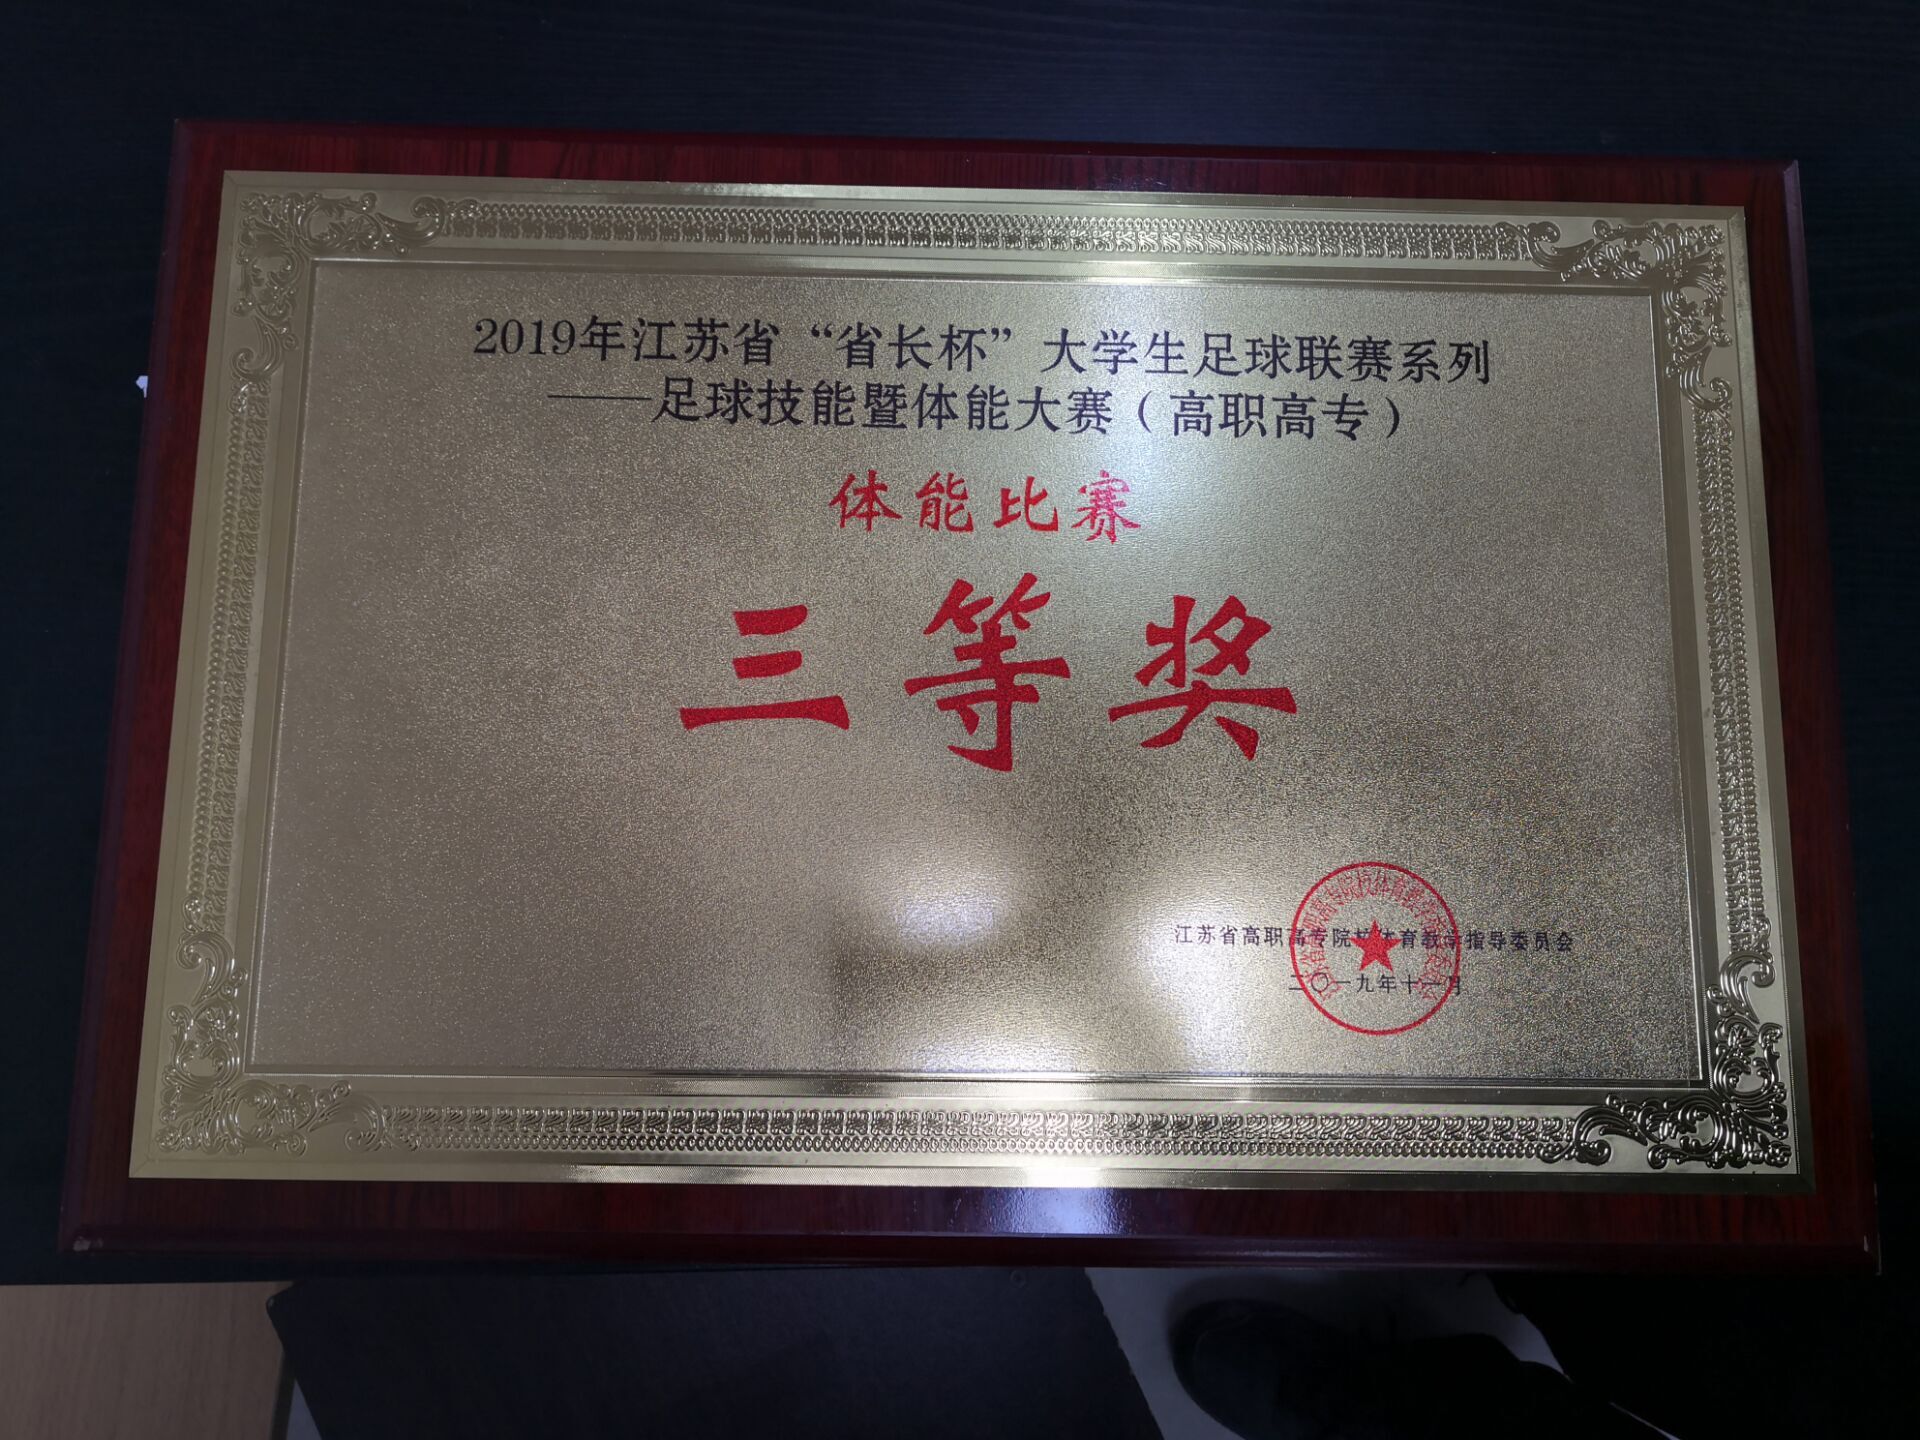 2019年江苏省“省长杯”大学生足球联赛系列
——足球技能暨体能大赛（高职高专）
体能比赛
三等奖
江苏省高职高专院校体育教学指导委员会
二〇一九年十一月